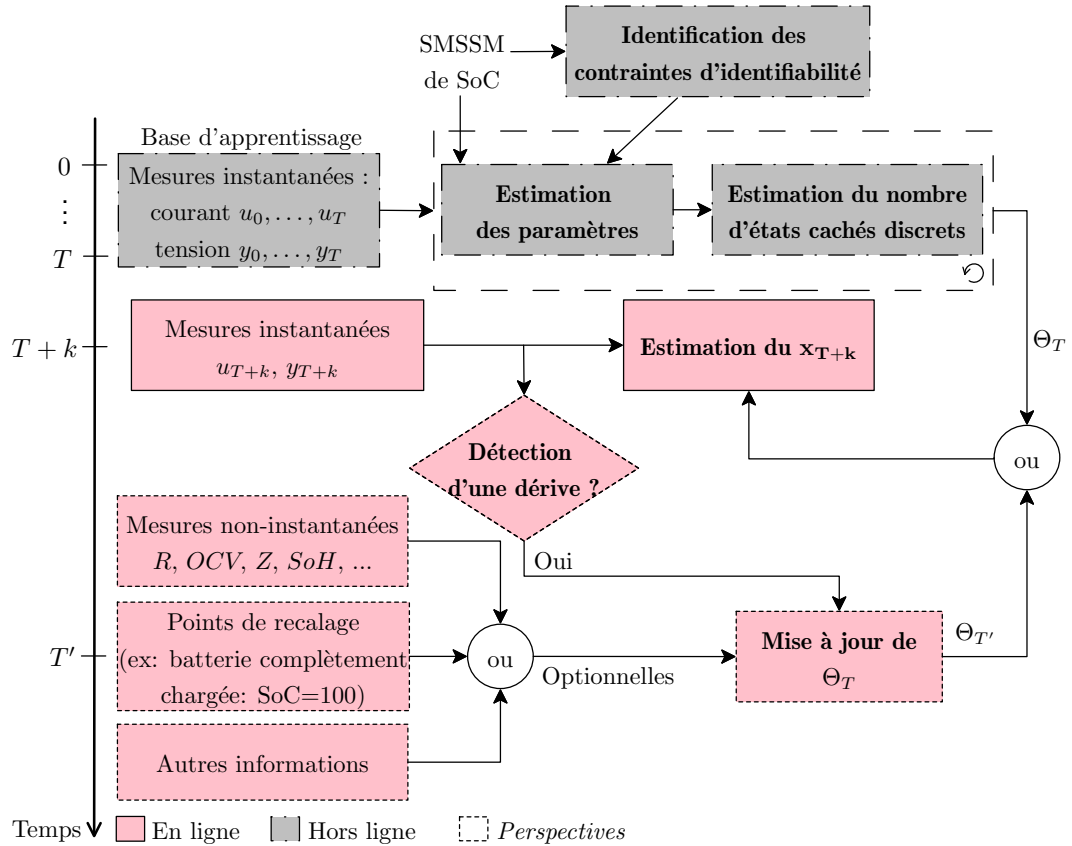 SMSSM
de SoC
Identification des
contraintes d'identifiabilité
Base d'apprentissage
0
⋮
T
Mesures instantanées :
courant u_0, . . . , u_T
tension y_0, . . . , y_T
Estimation
des paramètres
Estimation du nombre
d'états cachés discrets
T + k
Mesures instantanées
u_{T+k}, y_{T+k}
Estimation du x_{T+k}
Θ_T
Détection
d'une dérive ?
ou
Mesures non-instantanées
R, OCV, Z, SoH, ...
Oui
T′
Points de recalage
(ex: batterie complètement
chargée: SoC=100)
ou
Optionnelles
Mise à jour de
Θ_T
Θ_{T′}
Autres informations
Temps
En ligne
Hors ligne
Perspectives